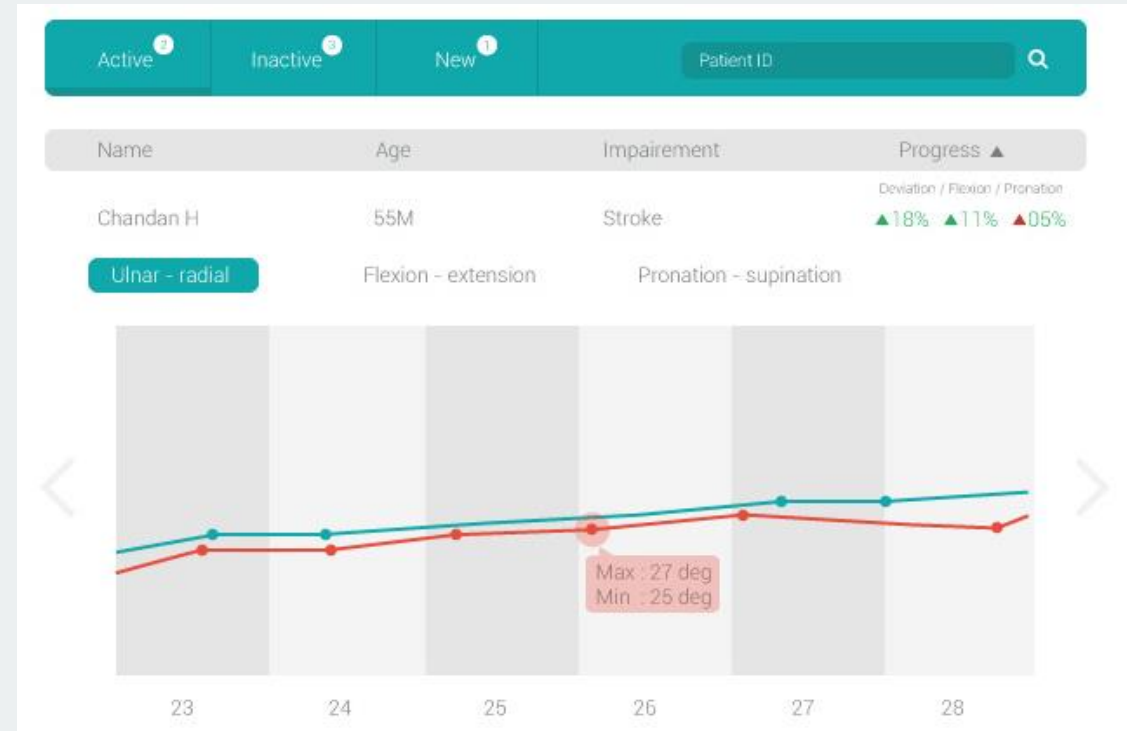 Active 2 Inactive 3 New 1 Patient ID
Name Age Impairement Progress ▲
Deviation / Flexion / Pronation
Chandan H 55M Stroke ▲18% ▲11% ▲05%
Ulnar - radial Flexion - extension Pronation - supination
Max : 27 deg
Min : 25 deg
23 24 25 26 27 28